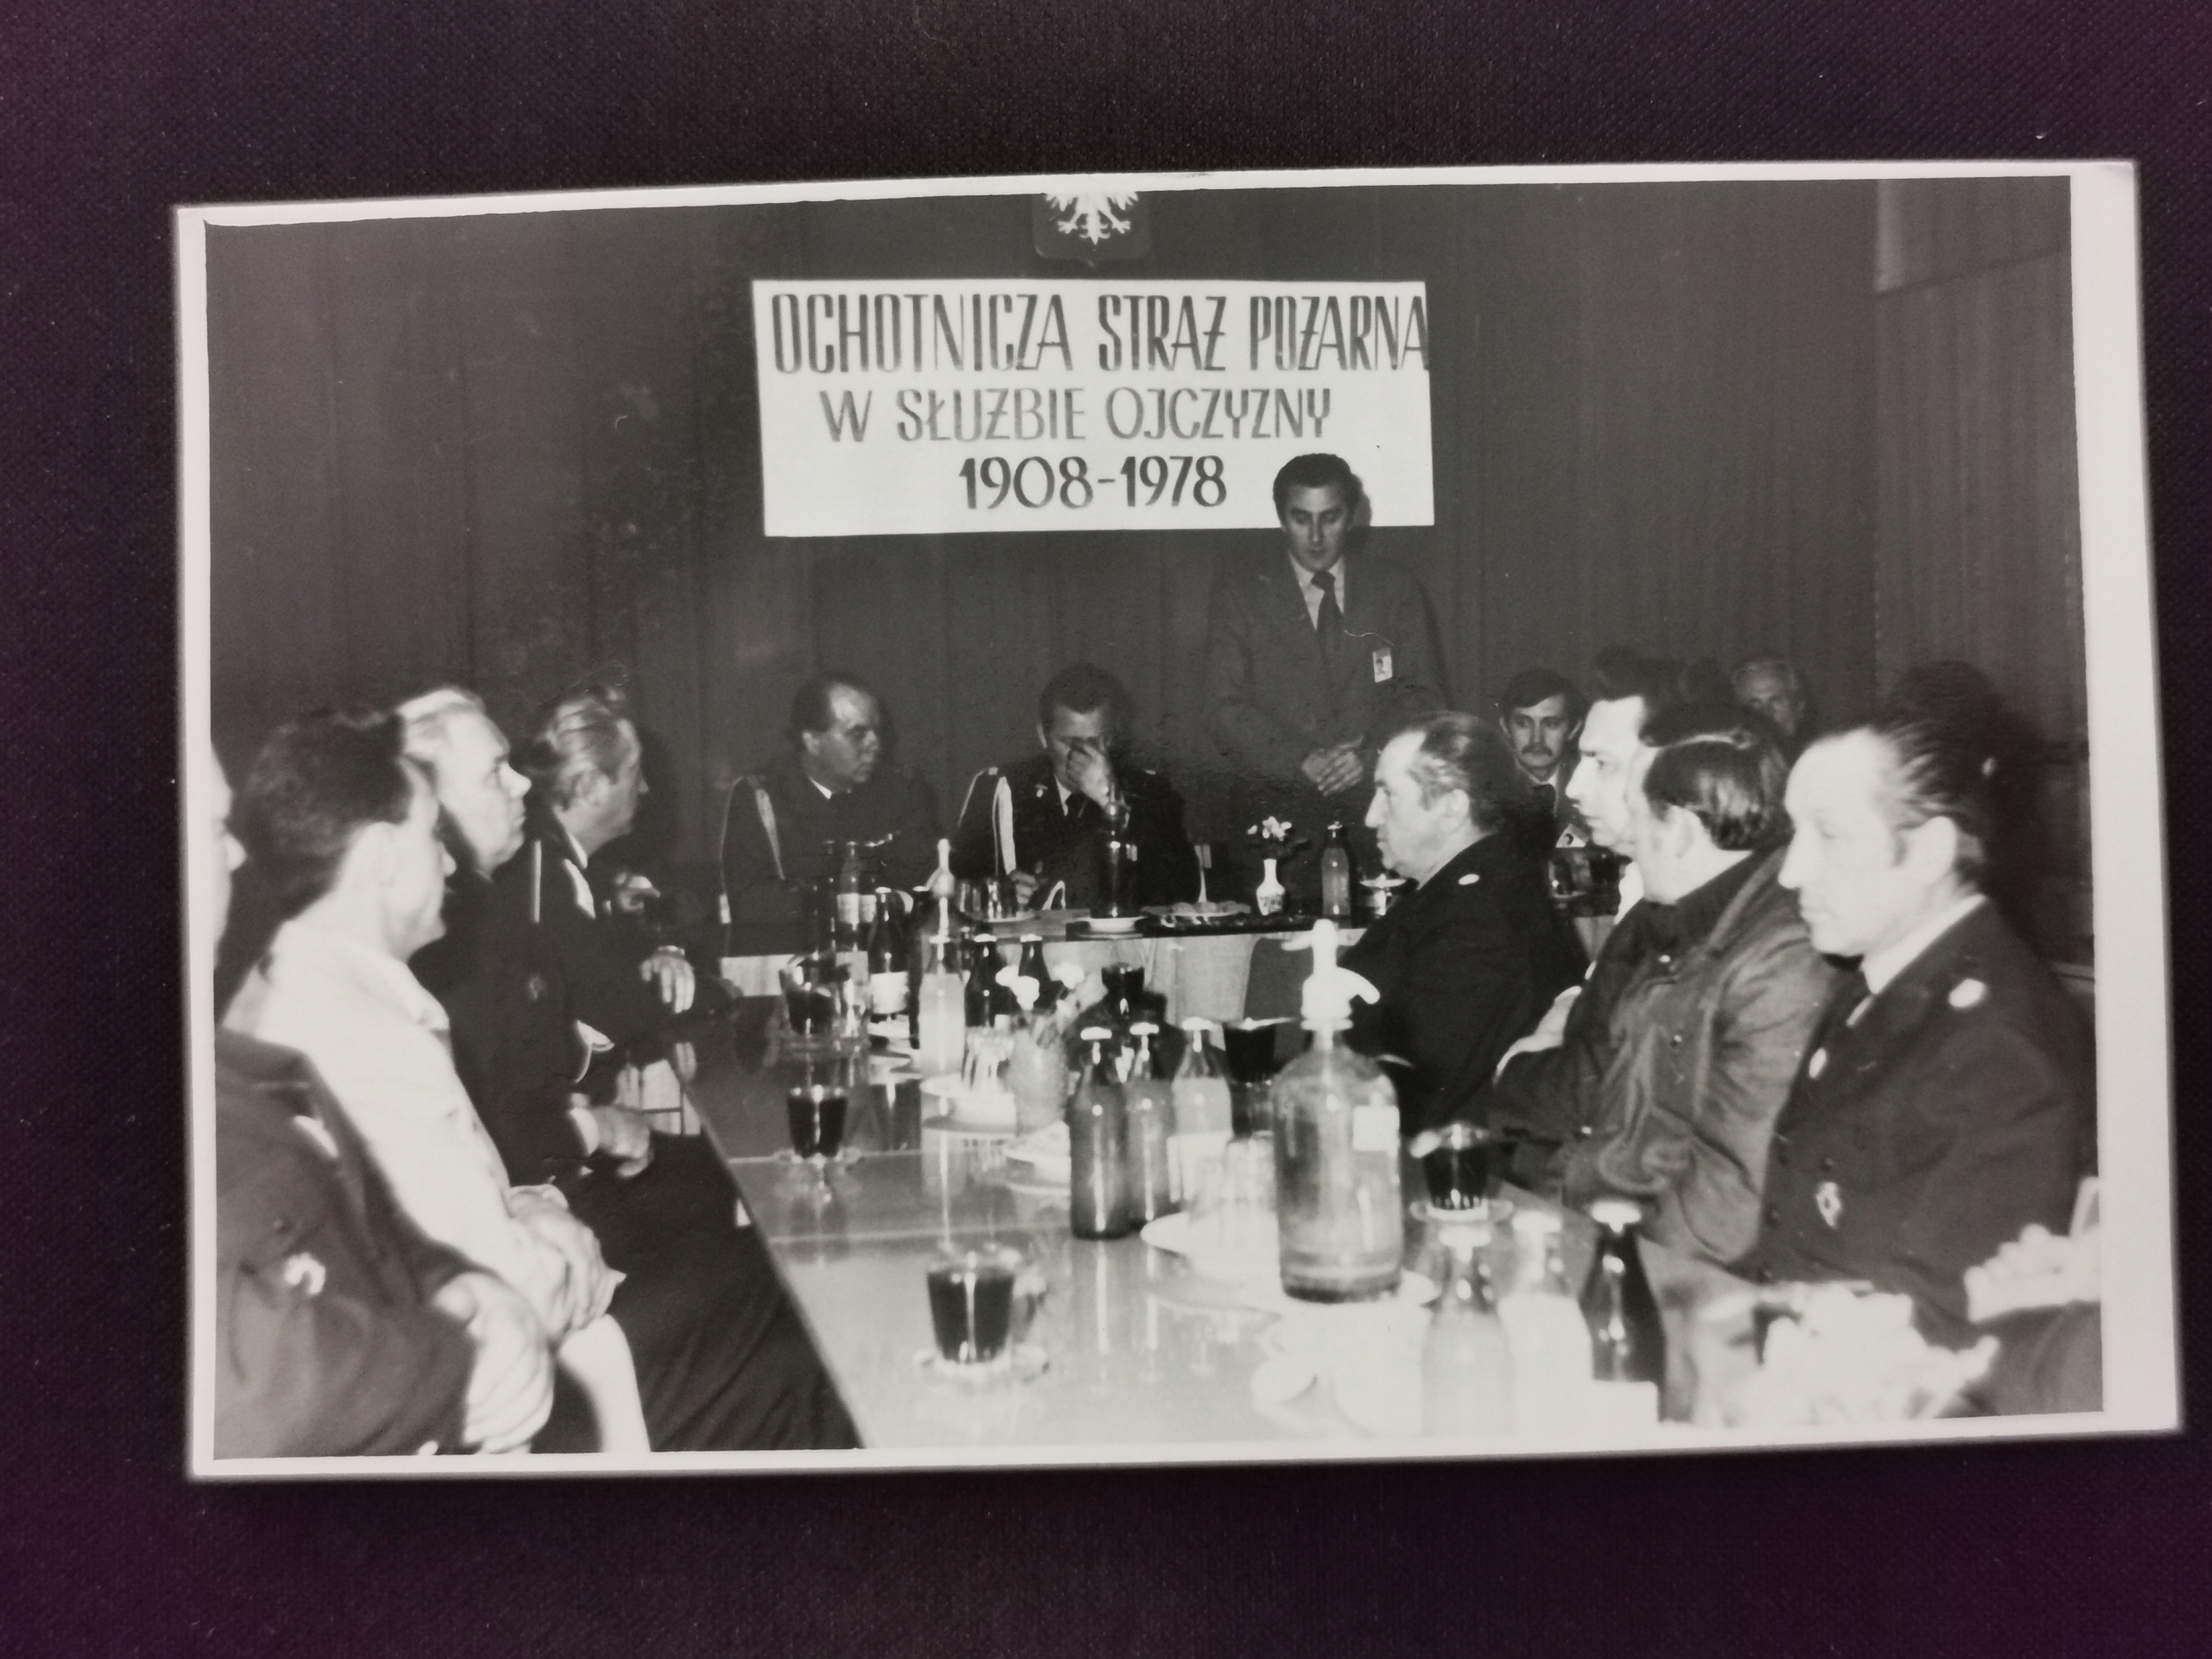 OCHOTNICZA STRAŻ POŻARNA
W SŁUŻBIE OJCZYZNY
1908-1978